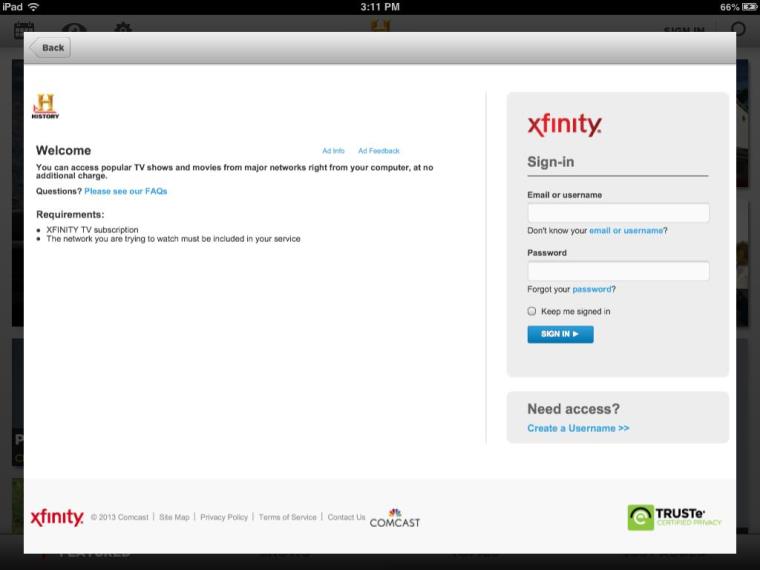 iPad
3:11 PM
66%
SIGN IN
Back
H
HISTORY
Welcome
Ad Info Ad Feedback
You can access popular TV shows and movies from major networks right from your computer, at no
additional charge.
Questions? Please see our FAQs
Requirements:
XFINITY TV subscription
The network you are trying to watch must be included in your service
xfinity.
Sign-in
Email or username
Don't know your email or username?
Password
Forgot your password?
Keep me signed in
SIGN IN
Need access?
Create a Username >>
xfinity. © 2013 Comcast | Site Map | Privacy Policy | Terms of Service | Contact Us COMCAST
TRUSTe
CERTIFIED PRIVACY
FEATURED